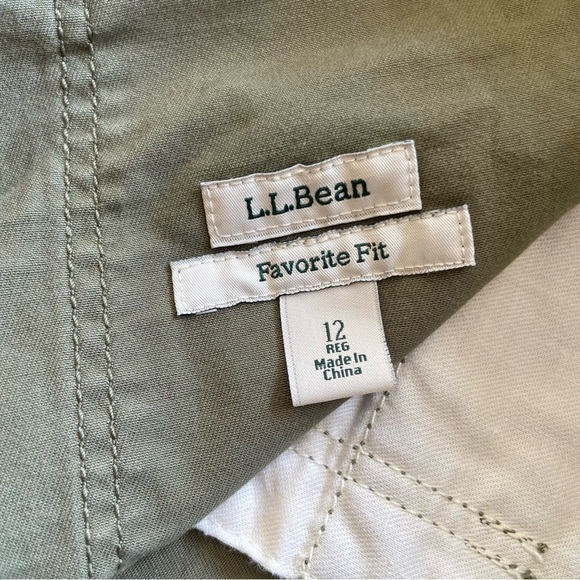 L.L.Bean
Favorite Fit
12
REG
Made In
China